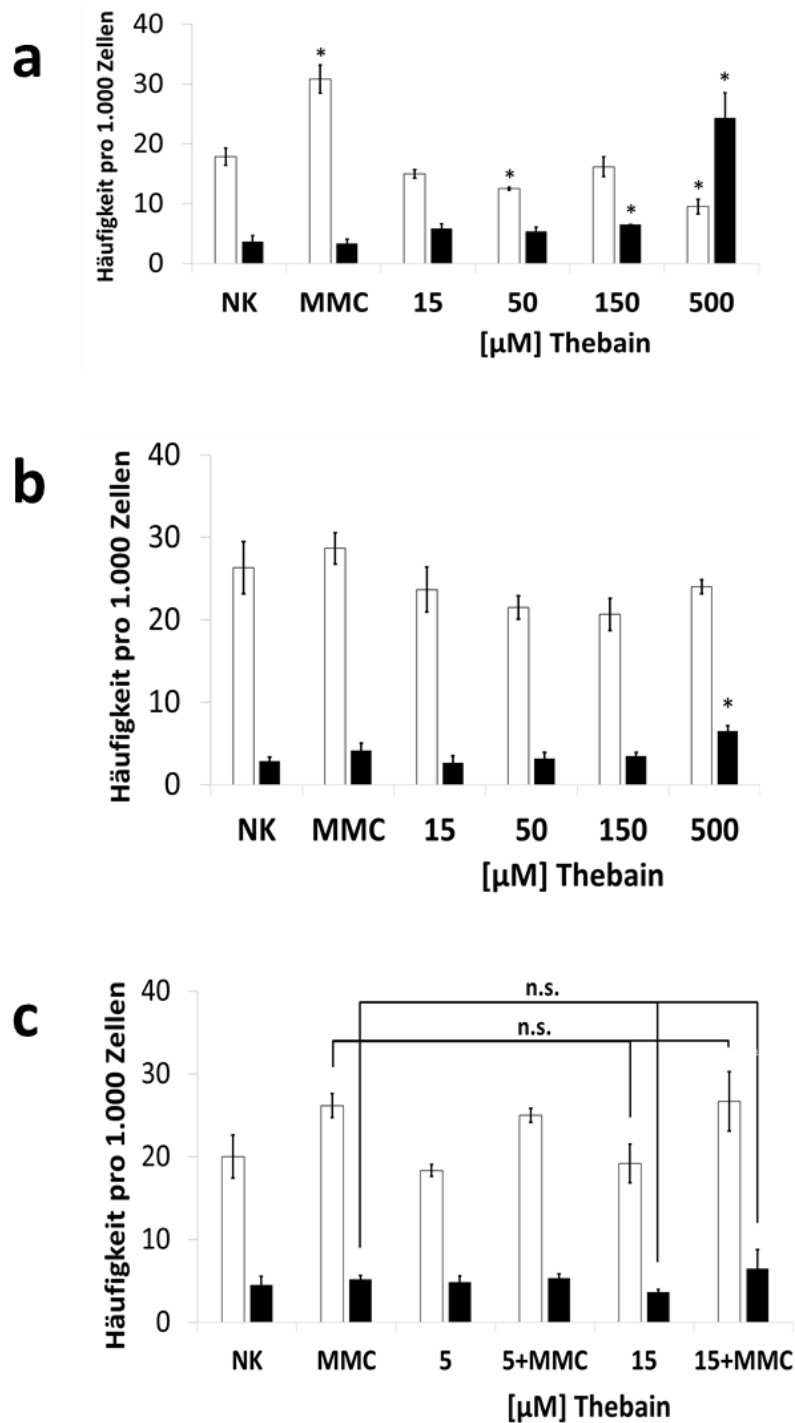 a
Häufigkeit pro 1.000 Zellen
40
30
20
10
0
* * * * *
NK MMC 15 50 150 500
[µM] Thebain
b
Häufigkeit pro 1.000 Zellen
40
30
20
10
0
*
NK MMC 15 50 150 500
[µM] Thebain
c
Häufigkeit pro 1.000 Zellen
40
30
20
10
0
n.s.
n.s.
NK MMC 5 5+MMC 15 15+MMC
[µM] Thebain